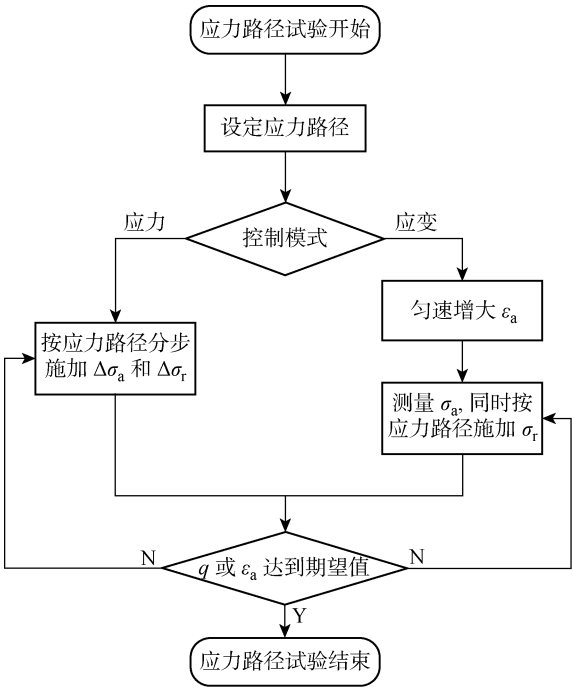 应力路径试验开始
设定应力路径
应力
控制模式
应变
匀速增大 εa
按应力路径分步
施加 Δσa 和 Δσr
测量 σa, 同时按
应力路径施加 σr
N
q 或 εa 达到期望值
N
Y
应力路径试验结束